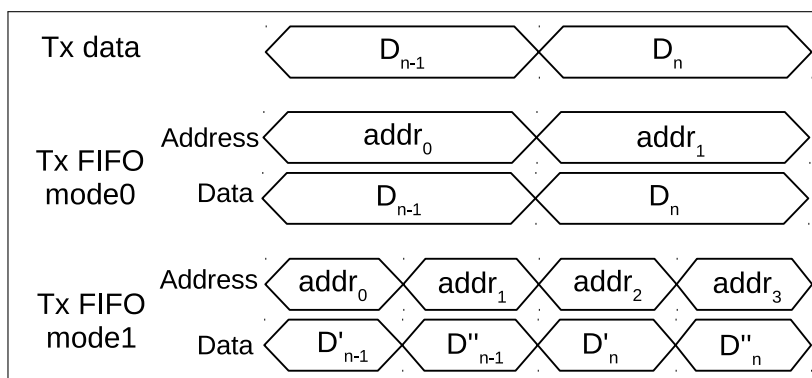 Tx data D_{n-1} D_n
Address addr_0 addr_1
Tx FIFO mode0
Data D_{n-1} D_n
Address addr_0 addr_1 addr_2 addr_3
Tx FIFO mode1
Data D'_{n-1} D"_{n-1} D'_n D"_n